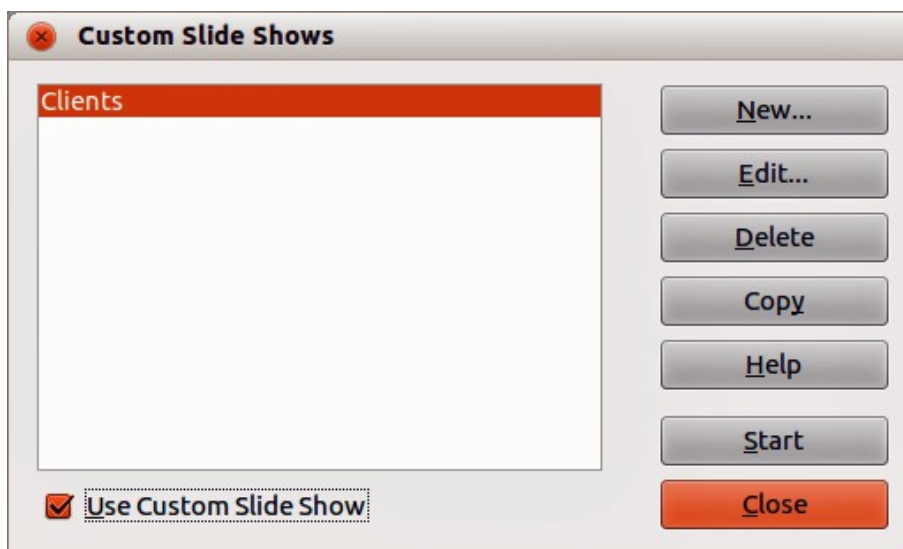 Custom Slide Shows
Clients
New...
Edit...
Delete
Copy
Help
Start
Use Custom Slide Show
Close